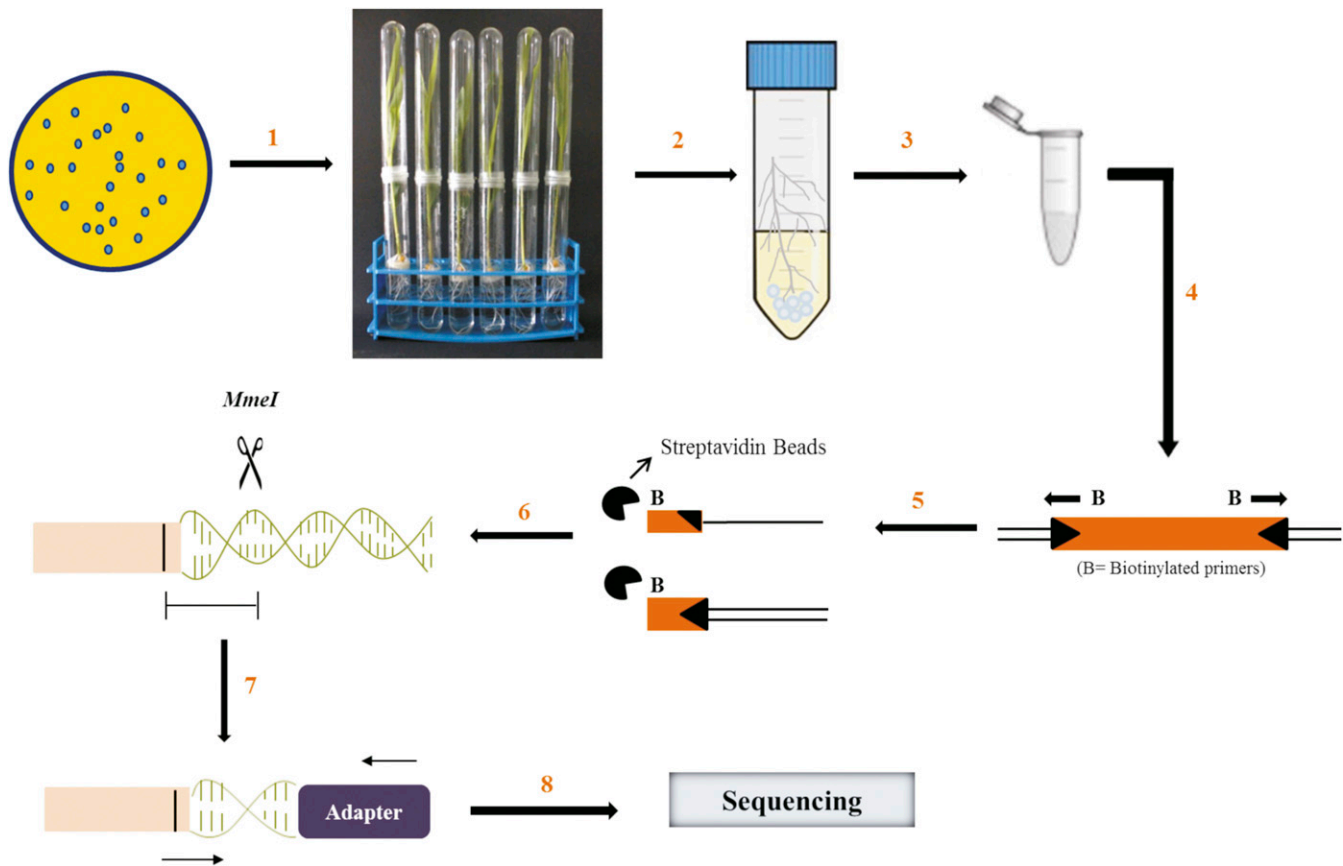 1
2
3
4
MmeI
Streptavidin Beads
B
B
B
5
6
(B= Biotinylated primers)
B
7
Adapter
8
Sequencing